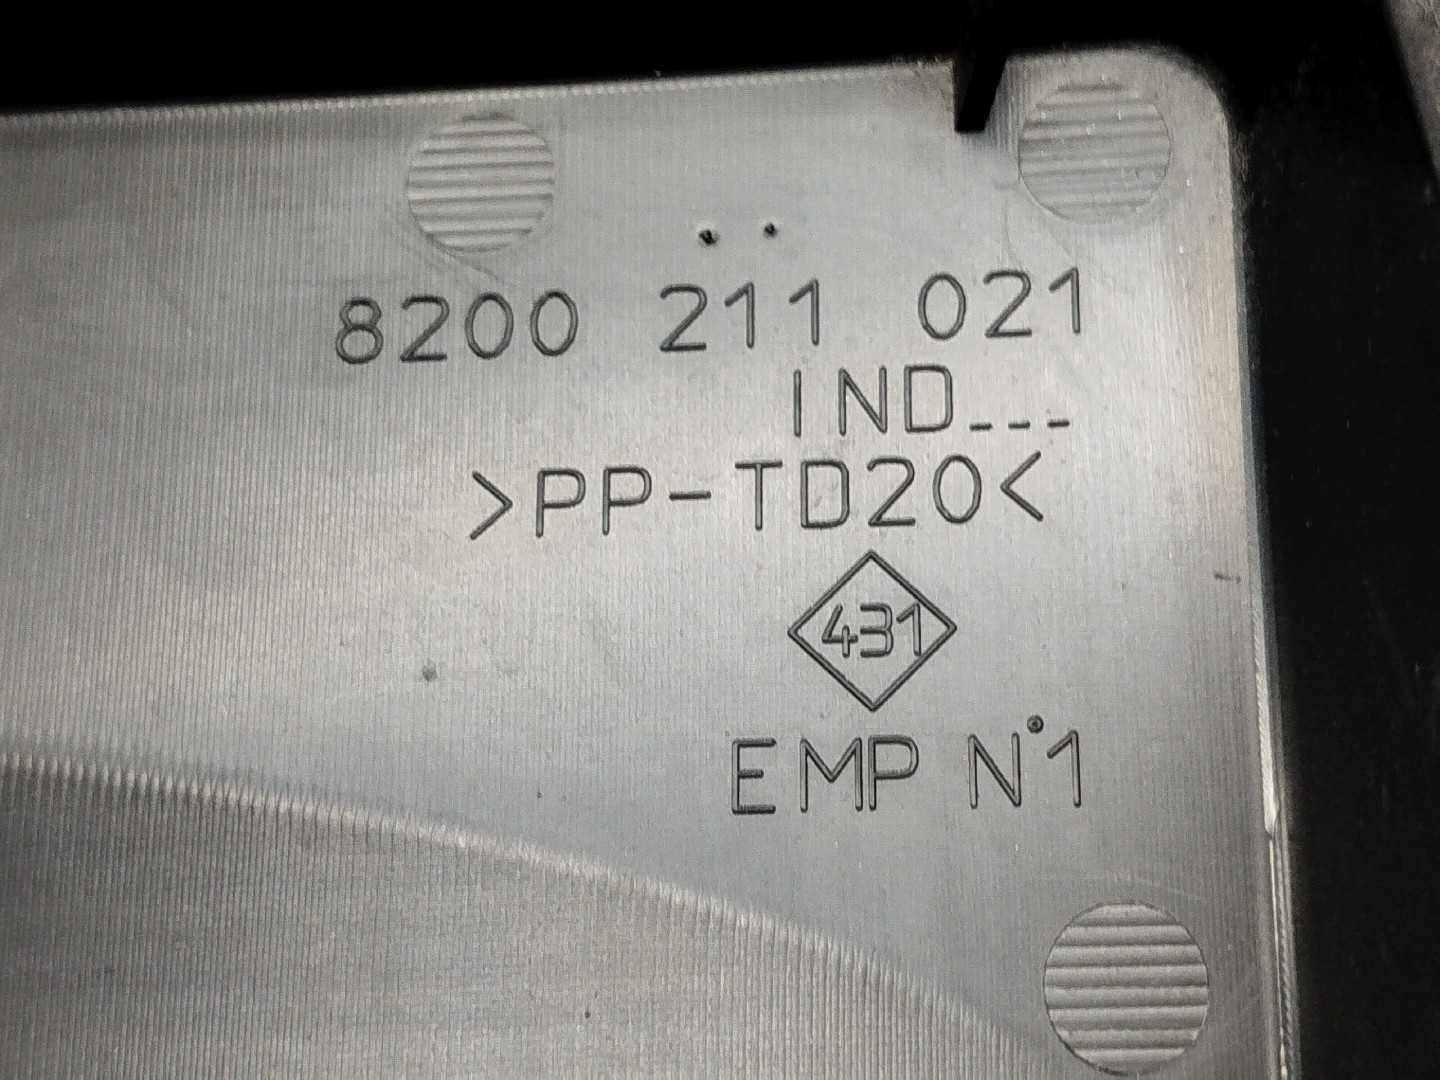 8200 211 021
IND---
>PP-TD20<
431
EMP N°1